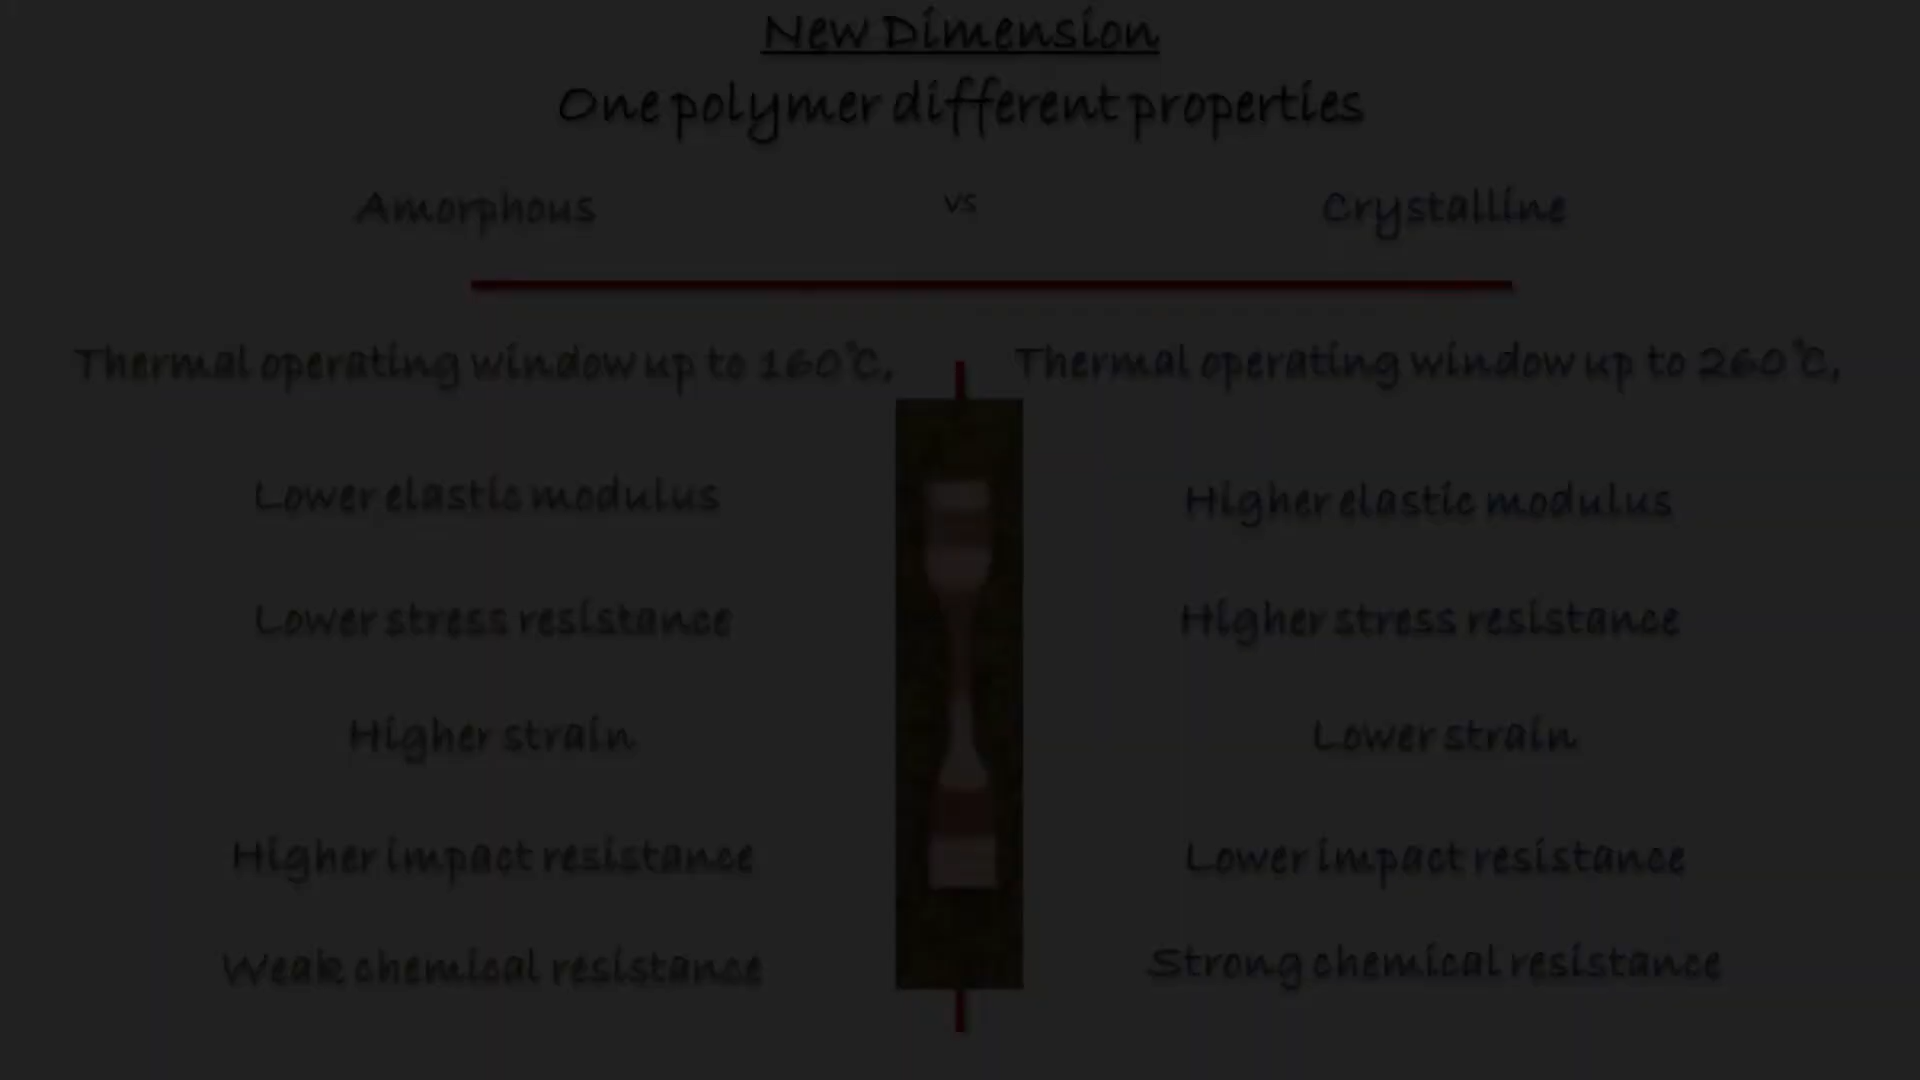 New Dimension
One polymer different properties
Amorphous vs Crystalline
Thermal operating window up to 160°C,
Thermal operating window up to 260°C,
Lower elastic modulus
Higher elastic modulus
Lower stress resistance
Higher stress resistance
Higher strain
Lower strain
Higher impact resistance
Lower impact resistance
Weak chemical resistance
Strong chemical resistance